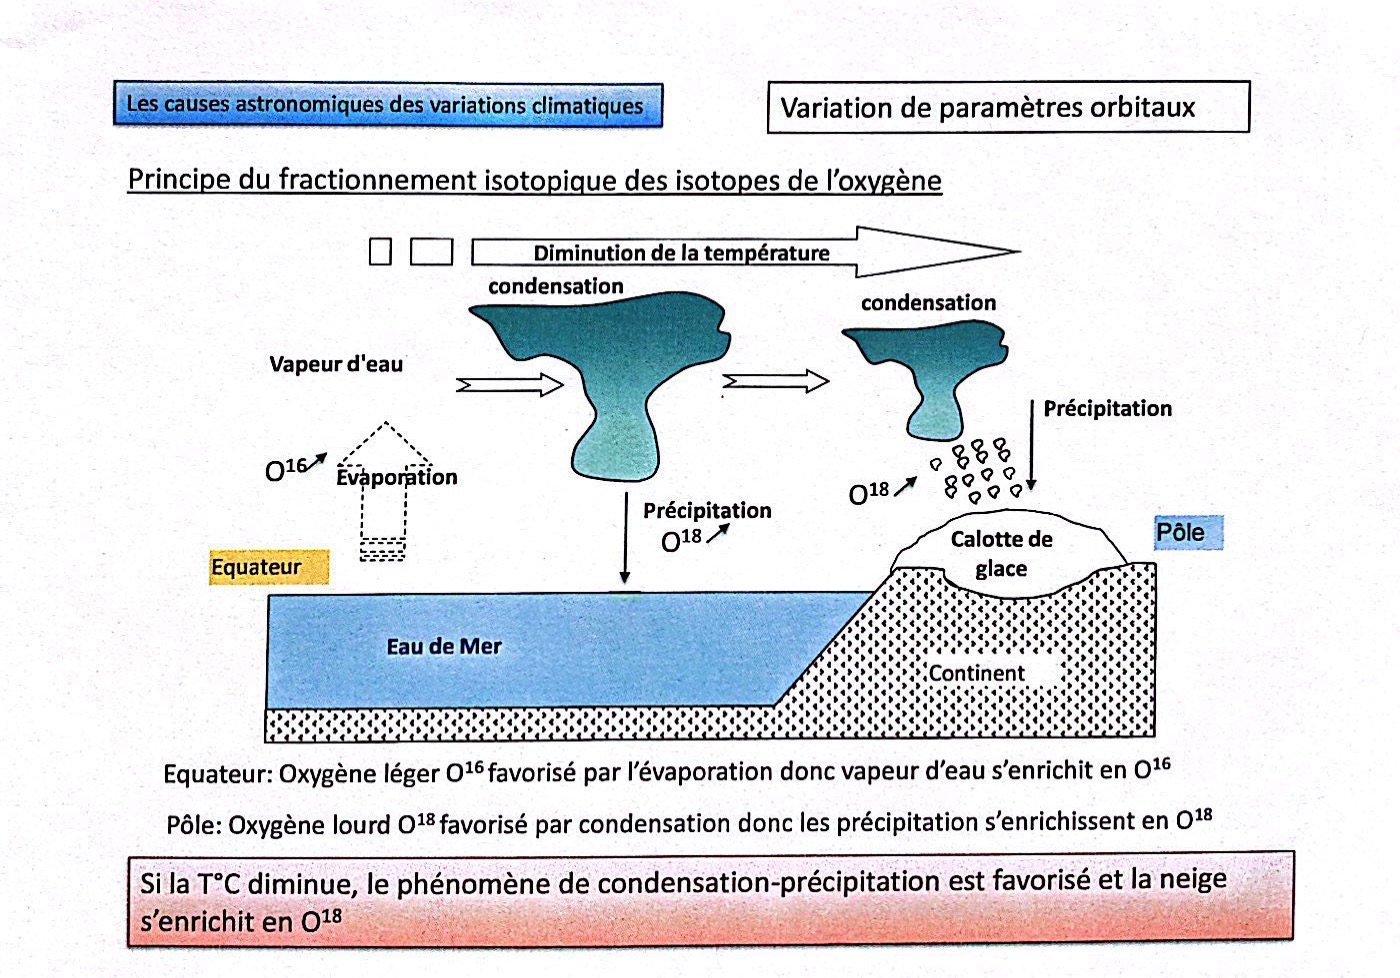 Les causes astronomiques des variations climatiques
Variation de paramètres orbitaux
Principe du fractionnement isotopique des isotopes de l'oxygène
Diminution de la température
condensation
condensation
Vapeur d'eau
Précipitation
O¹⁶
Evaporation
O¹⁸
Précipitation
O¹⁸
Calotte de
glace
Pôle
Equateur
Eau de Mer
Continent
Equateur: Oxygène léger O¹⁶ favorisé par l'évaporation donc vapeur d'eau s'enrichit en O¹⁶
Pôle: Oxygène lourd O¹⁸ favorisé par condensation donc les précipitation s'enrichissent en O¹⁸
Si la T°C diminue, le phénomène de condensation-précipitation est favorisé et la neige
s'enrichit en O¹⁸